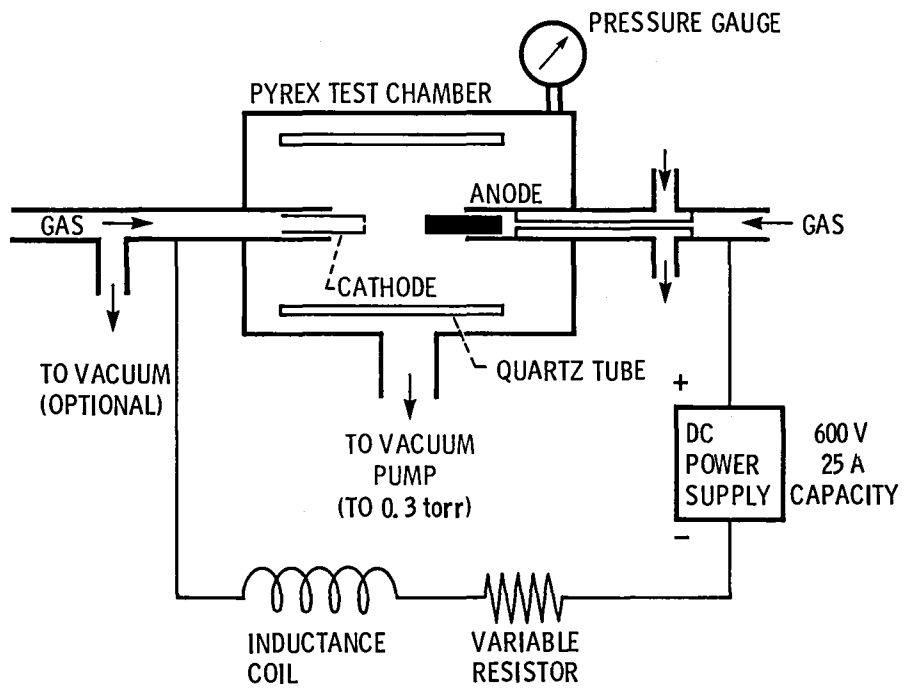 PRESSURE GAUGE
PYREX TEST CHAMBER
ANODE
GAS
GAS
CATHODE
QUARTZ TUBE
TO VACUUM
(OPTIONAL)
TO VACUUM
PUMP
(TO 0.3 torr)
+
DC
POWER
SUPPLY
-
600 V
25 A
CAPACITY
INDUCTANCE
COIL
VARIABLE
RESISTOR